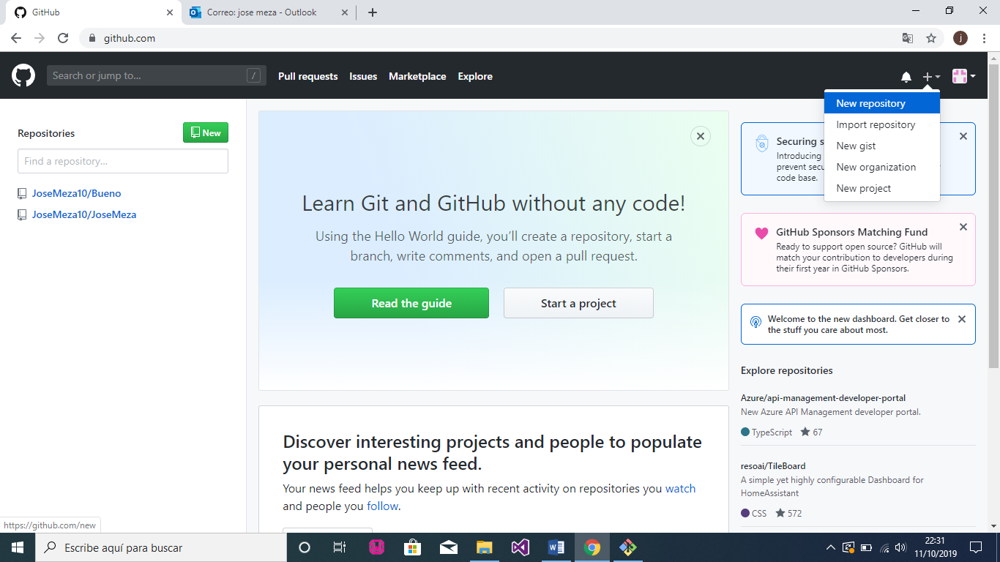 GitHub
Correo: jose meza - Outlook
github.com
j
Search or jump to...
/
Pull requests
Issues
Marketplace
Explore
New repository
Import repository
New gist
New organization
New project
Repositories
New
Find a repository...
JoseMeza10/Bueno
JoseMeza10/JoseMeza
Learn Git and GitHub without any code!
Using the Hello World guide, you’ll create a repository, start a
branch, write comments, and open a pull request.
Read the guide
Start a project
Discover interesting projects and people to populate
your personal news feed.
Your news feed helps you keep up with recent activity on repositories you watch
and people you follow.
Securing s
Introducing
prevent secu
code base.
GitHub Sponsors Matching Fund
Ready to support open source? GitHub will
match your contribution to developers during
their first year in GitHub Sponsors.
Welcome to the new dashboard. Get closer to
the stuff you care about most.
Explore repositories
Azure/api-management-developer-portal
New Azure API Management developer portal.
TypeScript 67
resoai/TileBoard
A simple yet highly configurable Dashboard for
HomeAssistant
CSS 572
https://github.com/new
Escribe aquí para buscar
22:31
11/10/2019